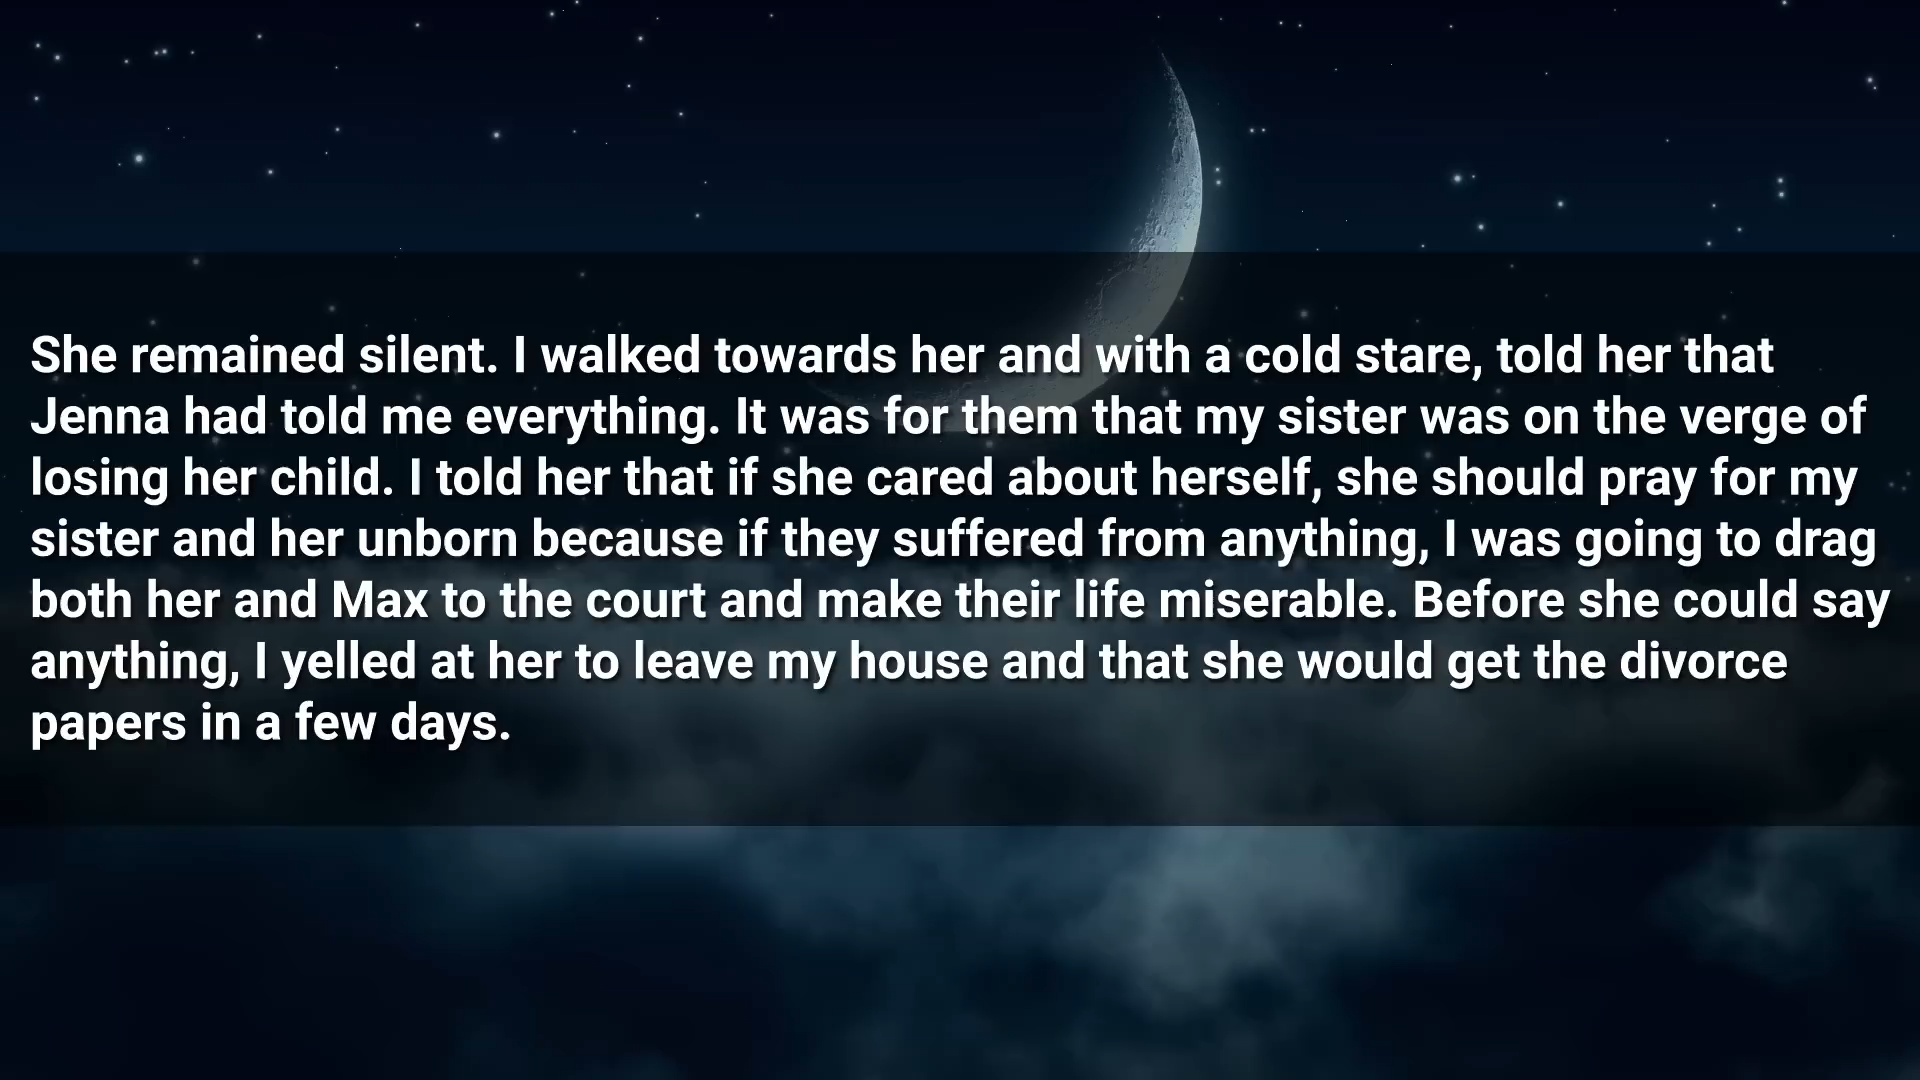 She remained silent. I walked towards her and with a cold stare, told her that
Jenna had told me everything. It was for them that my sister was on the verge of
losing her child. I told her that if she cared about herself, she should pray for my
sister and her unborn because if they suffered from anything, I was going to drag
both her and Max to the court and make their life miserable. Before she could say
anything, I yelled at her to leave my house and that she would get the divorce
papers in a few days.